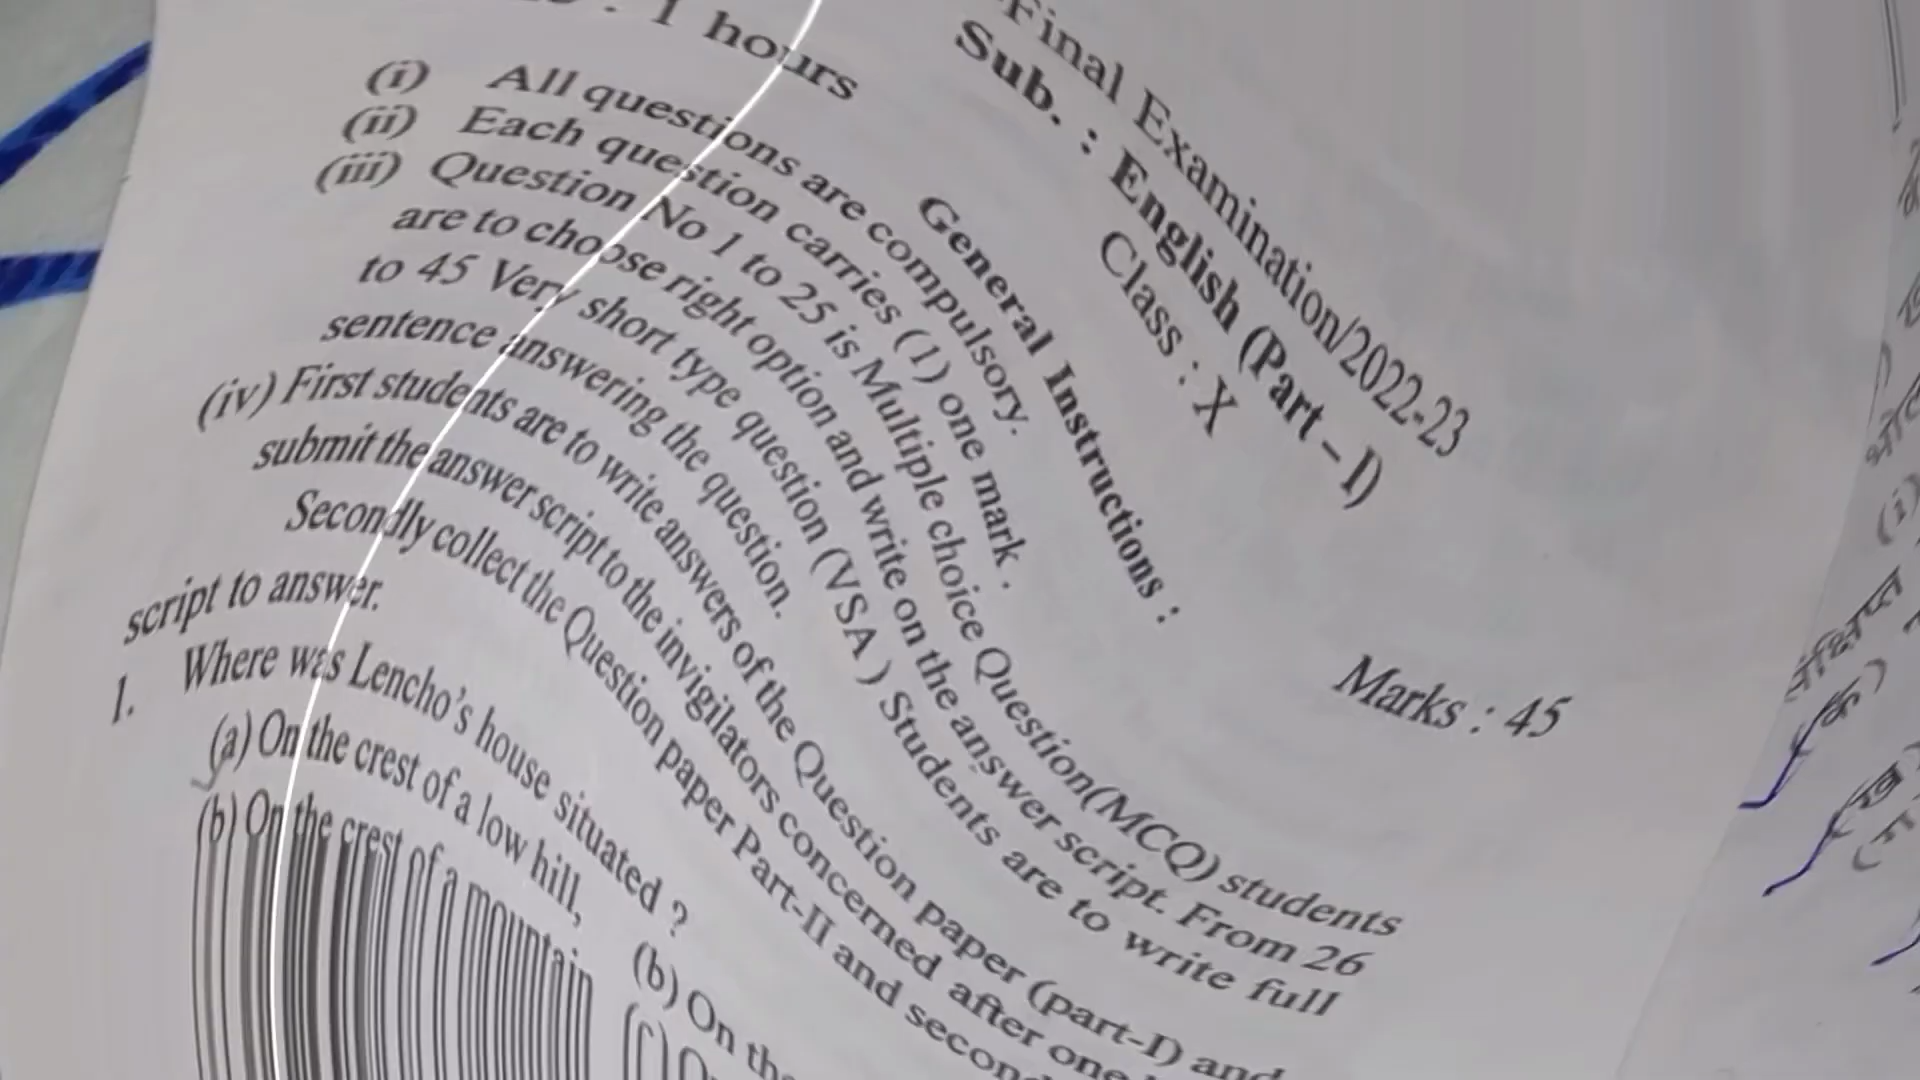 Final Examination/2022-23
Sub. : English (Part – I)
Class : X
1 hours
Marks : 45
General Instructions :
(i) All questions are compulsory.
(ii) Each question carries (1) one mark .
(iii) Question No 1 to 25 is Multiple choice Question(MCQ) students
are to choose right option and write on the answer script. From 26
to 45 Very short type question (VSA ) Students are to write full
sentence answering the question.
(iv) First students are to write answers of the Question paper (part-I) and
submit the answer script to the invigilators concerned after one
Secondly collect the Question paper Part-II and second
script to answer.
1. Where was Lencho's house situated ?
(a) On the crest of a low hill,
(b) On the
(b) On the crest of a mountain
(c)